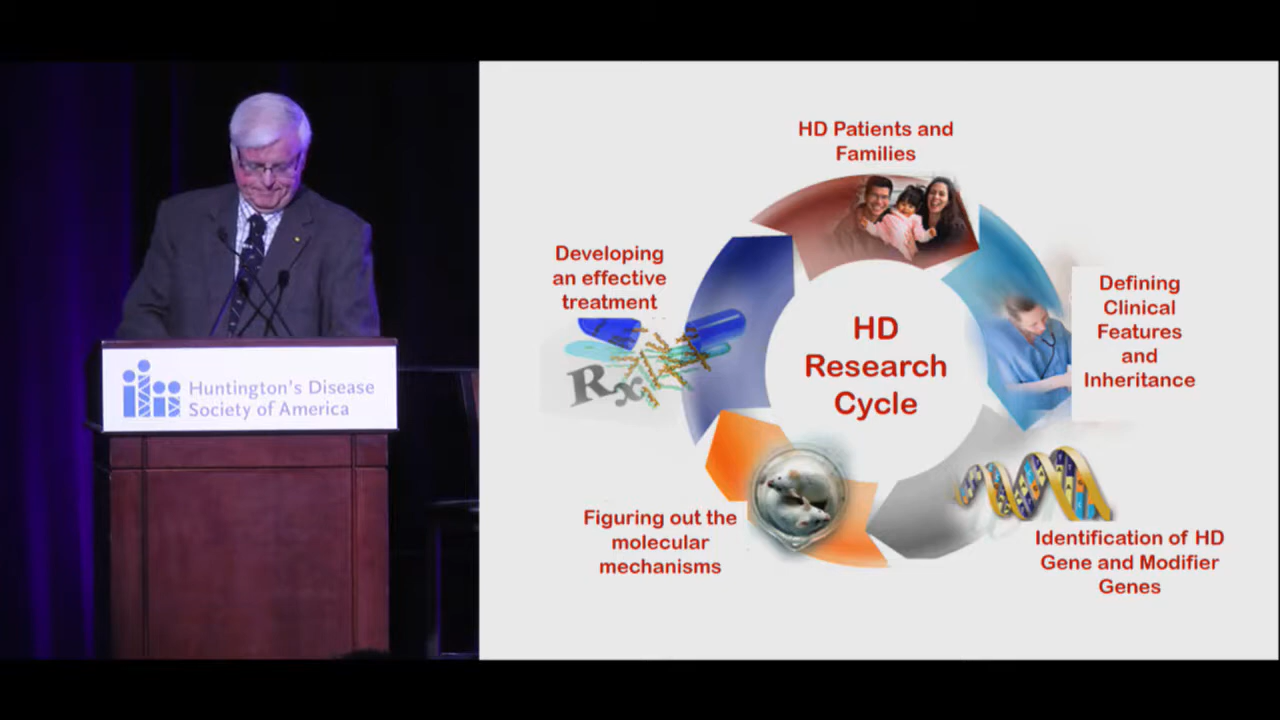 Huntington's Disease
Society of America
HD Patients and
Families
Defining
Clinical
Features
and
Inheritance
Identification of HD
Gene and Modifier
Genes
Figuring out the
molecular
mechanisms
Developing
an effective
treatment
Rx
HD
Research
Cycle